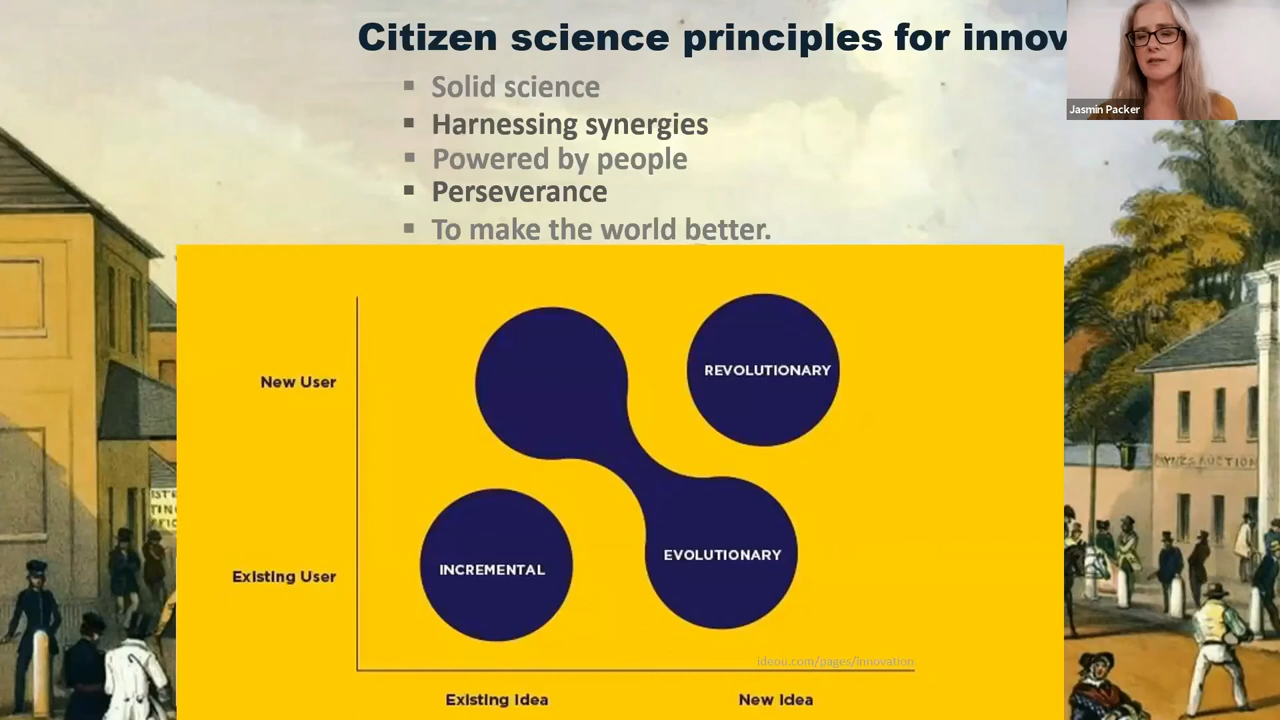 Citizen science principles for innov
Jasmin Packer
▪ Solid science
▪ Harnessing synergies
▪ Powered by people
▪ Perseverance
▪ To make the world better.
New User
REVOLUTIONARY
EVOLUTIONARY
INCREMENTAL
Existing User
ideou.com/pages/innovation
Existing Idea
New Idea